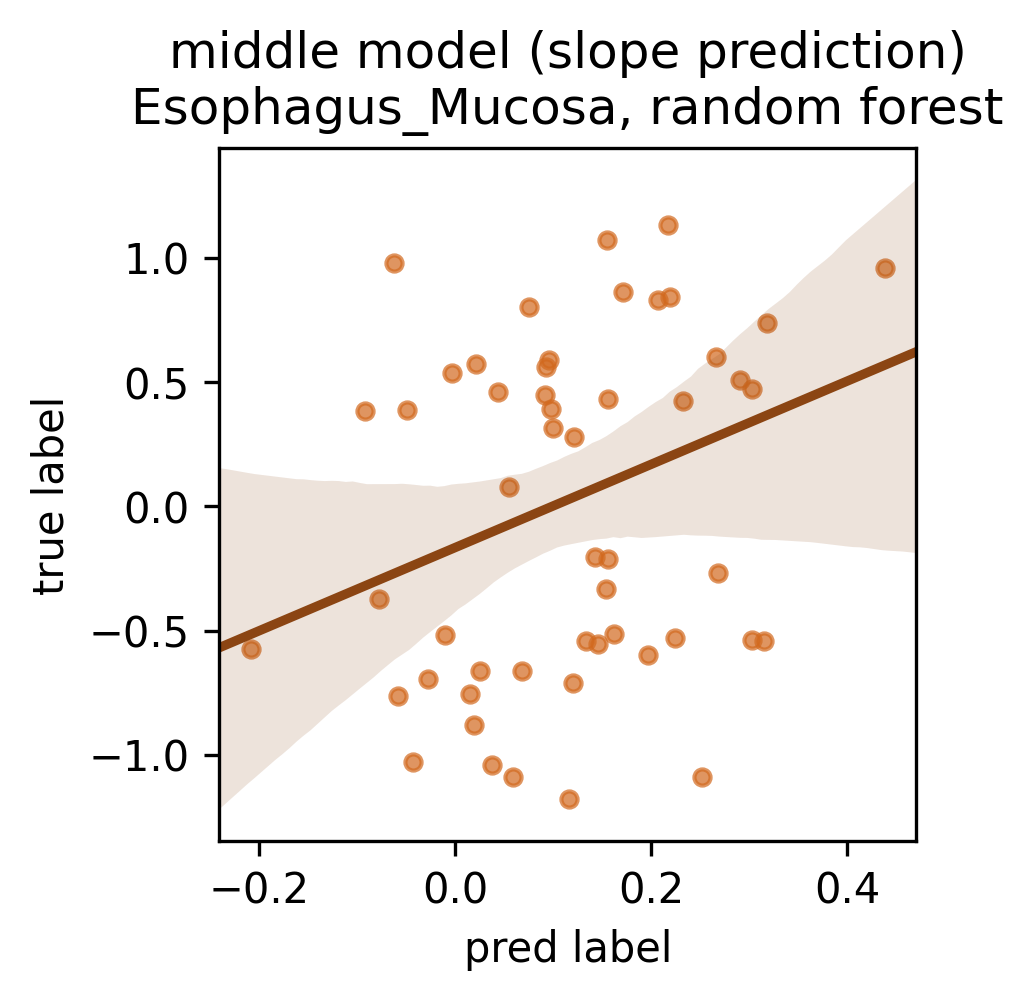 middle model (slope prediction)
Esophagus_Mucosa, random forest
1.0
0.5
0.0
−0.5
−1.0
true label
−0.2
0.0
0.2
0.4
pred label